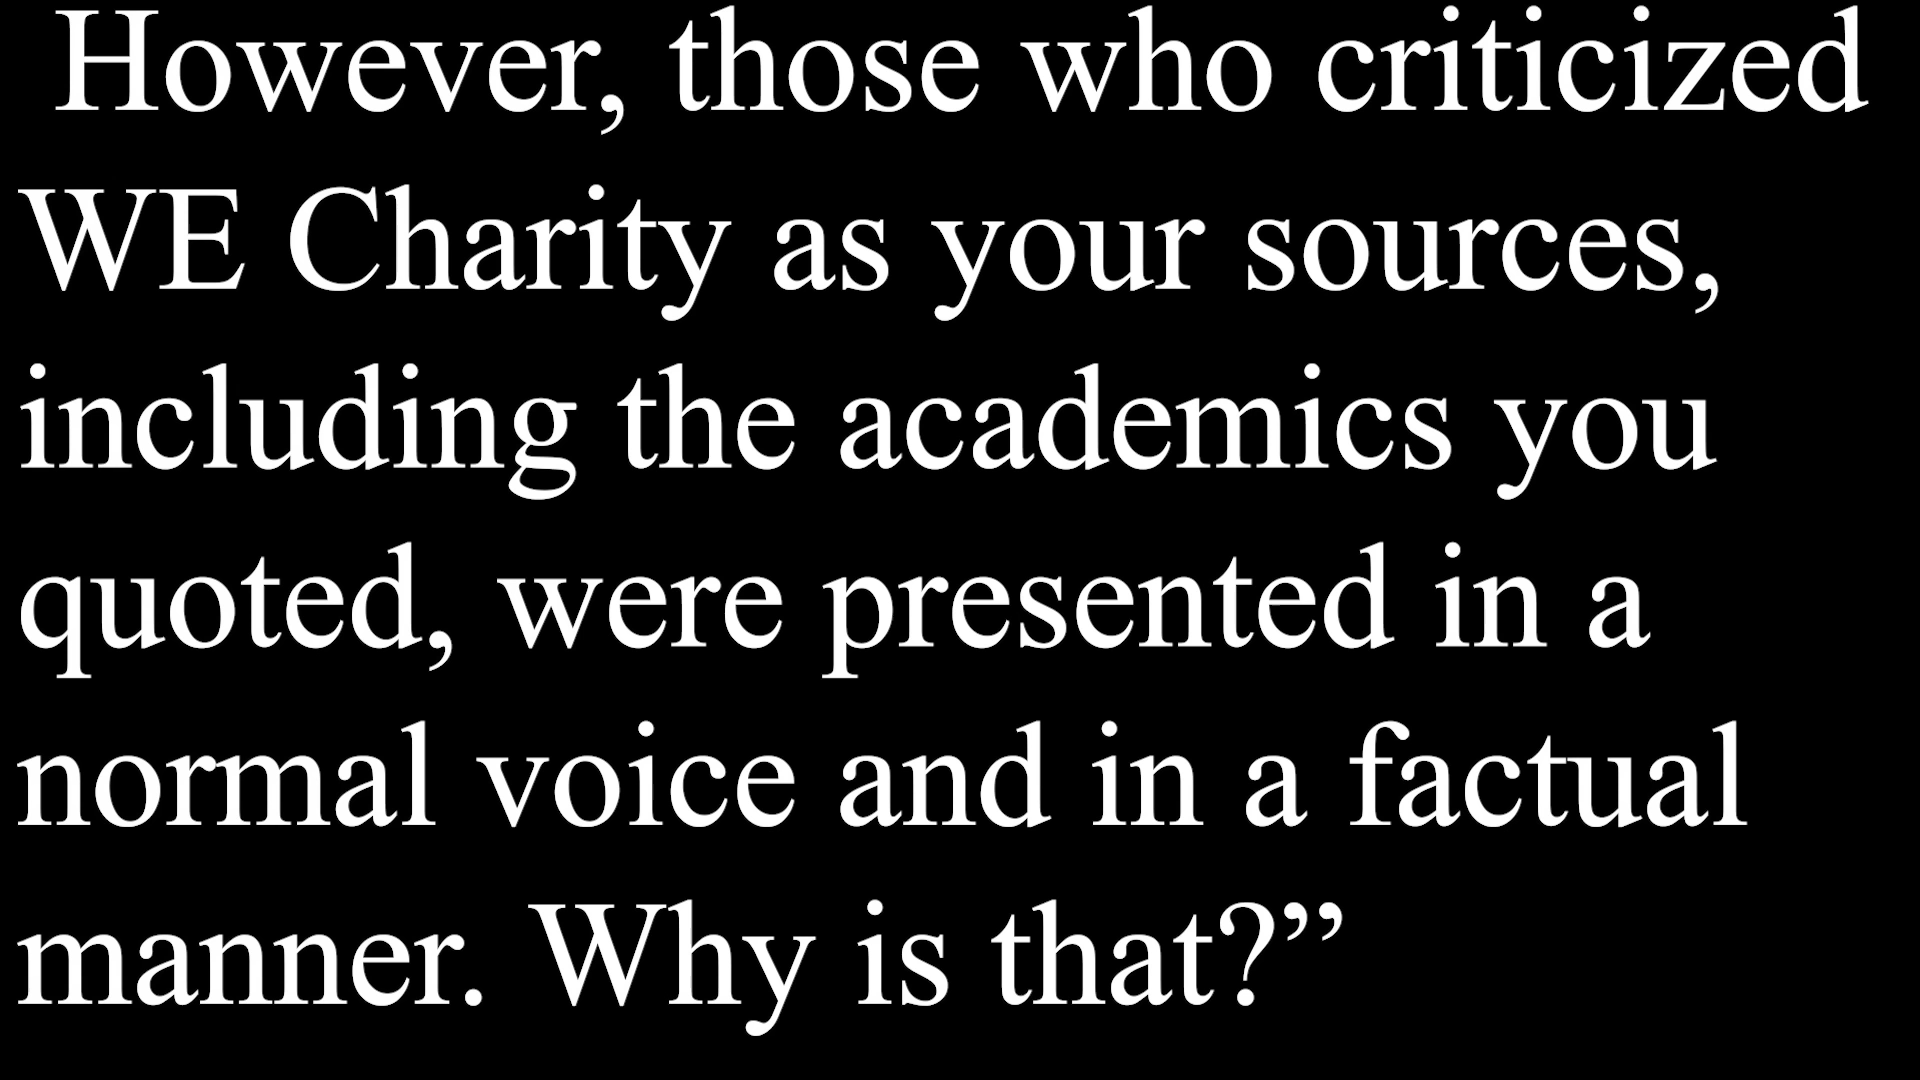 However, those who criticized
WE Charity as your sources,
including the academics you
quoted, were presented in a
normal voice and in a factual
manner. Why is that?”